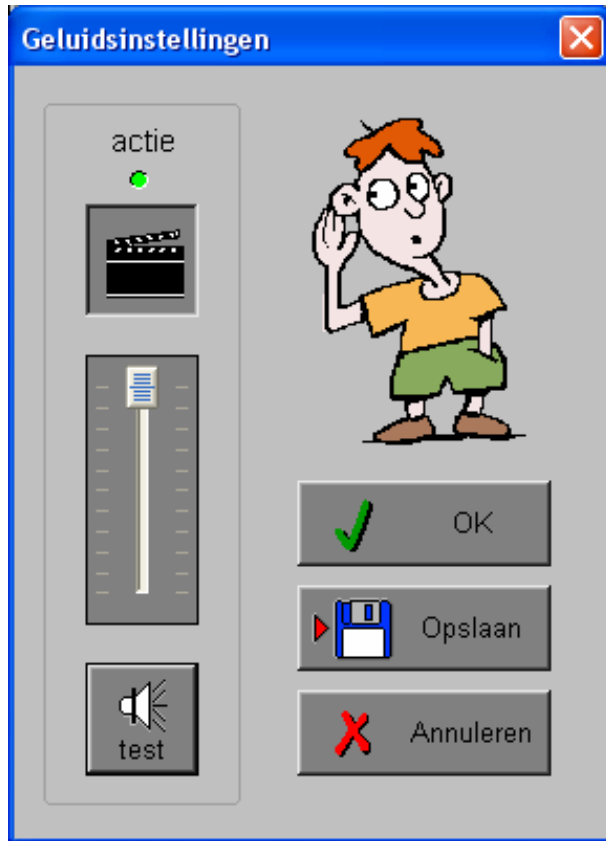 Geluidsinstellingen
actie
test
OK
Opslaan
Annuleren